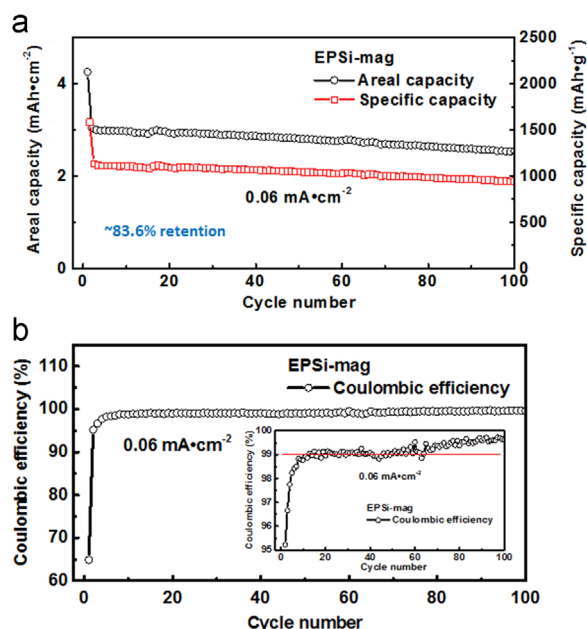 a
EPSi-mag
Areal capacity
Specific capacity
0.06 mA•cm-2
~83.6% retention
Areal capacity (mAh•cm-2)
0
2
4
Specific capacity (mAh•g-1)
0
500
1000
1500
2000
2500
0 20 40 60 80 100
Cycle number
b
EPSi-mag
Coulombic efficiency
0.06 mA•cm-2
Coulombic efficiency (%)
110
100
90
80
70
60
0 20 40 60 80 100
Cycle number
Coulombic efficiency (%)
100
99
98
97
96
95
0.06 mA•cm-2
EPSi-mag
Coulombic efficiency
0 20 40 60 80 100
Cycle number